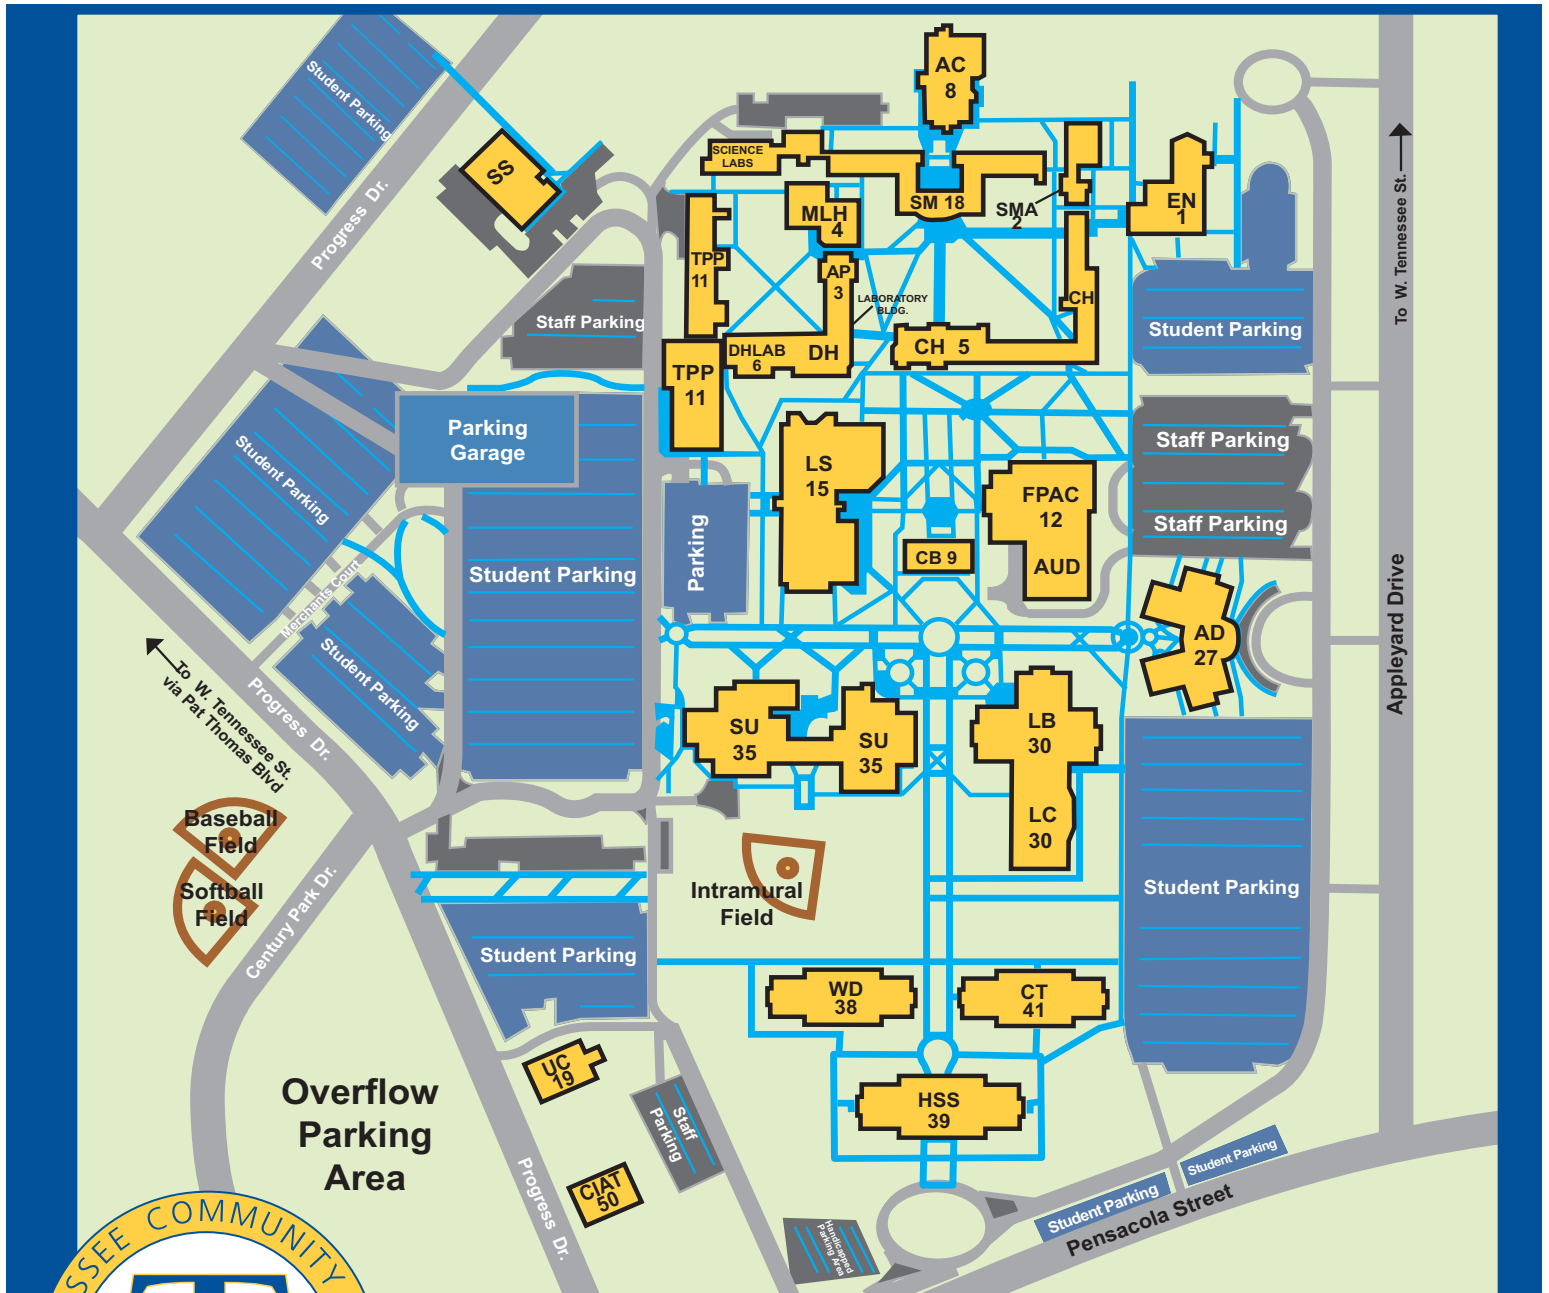 AC
8
Student Parking
SCIENCE
LABS
SS
SM 18
SMA
2
EN
1
MLH
4
Progress Dr.
To W. Tennessee St.
TPP
11
AP
3
LABORATORY
BLDG.
CH
Staff Parking
Student Parking
DHLAB
6
DH
CH 5
TPP
11
Parking
Garage
Staff Parking
Student Parking
LS
15
FPAC
12
AUD
Staff Parking
Parking
CB 9
Student Parking
Merchants Court
Appleyard Drive
AD
27
To W. Tennessee St.
via Pat Thomas Blvd
Student Parking
Progress Dr.
SU
35
SU
35
LB
30
LC
30
Baseball
Field
Softball
Field
Intramural
Field
Student Parking
Century Park Dr.
Student Parking
WD
38
CT
41
UC
19
HSS
39
Overflow
Parking
Area
Staff
Parking
CIAT
50
Progress Dr.
Student Parking
Student Parking
Pensacola Street
Handicapped
Parking Area
SSEE COMMUNITY
T